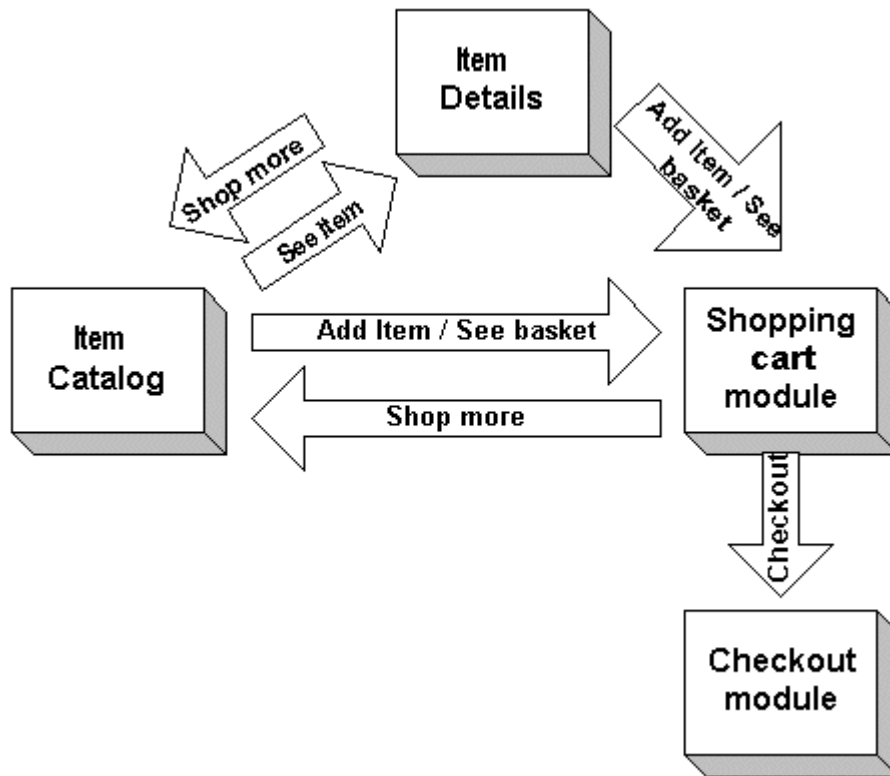 Item
Details
Shop more
See Item
Add Item / See
basket
Item
Catalog
Add Item / See basket
Shop more
Shopping
cart
module
Checkout
Checkout
module